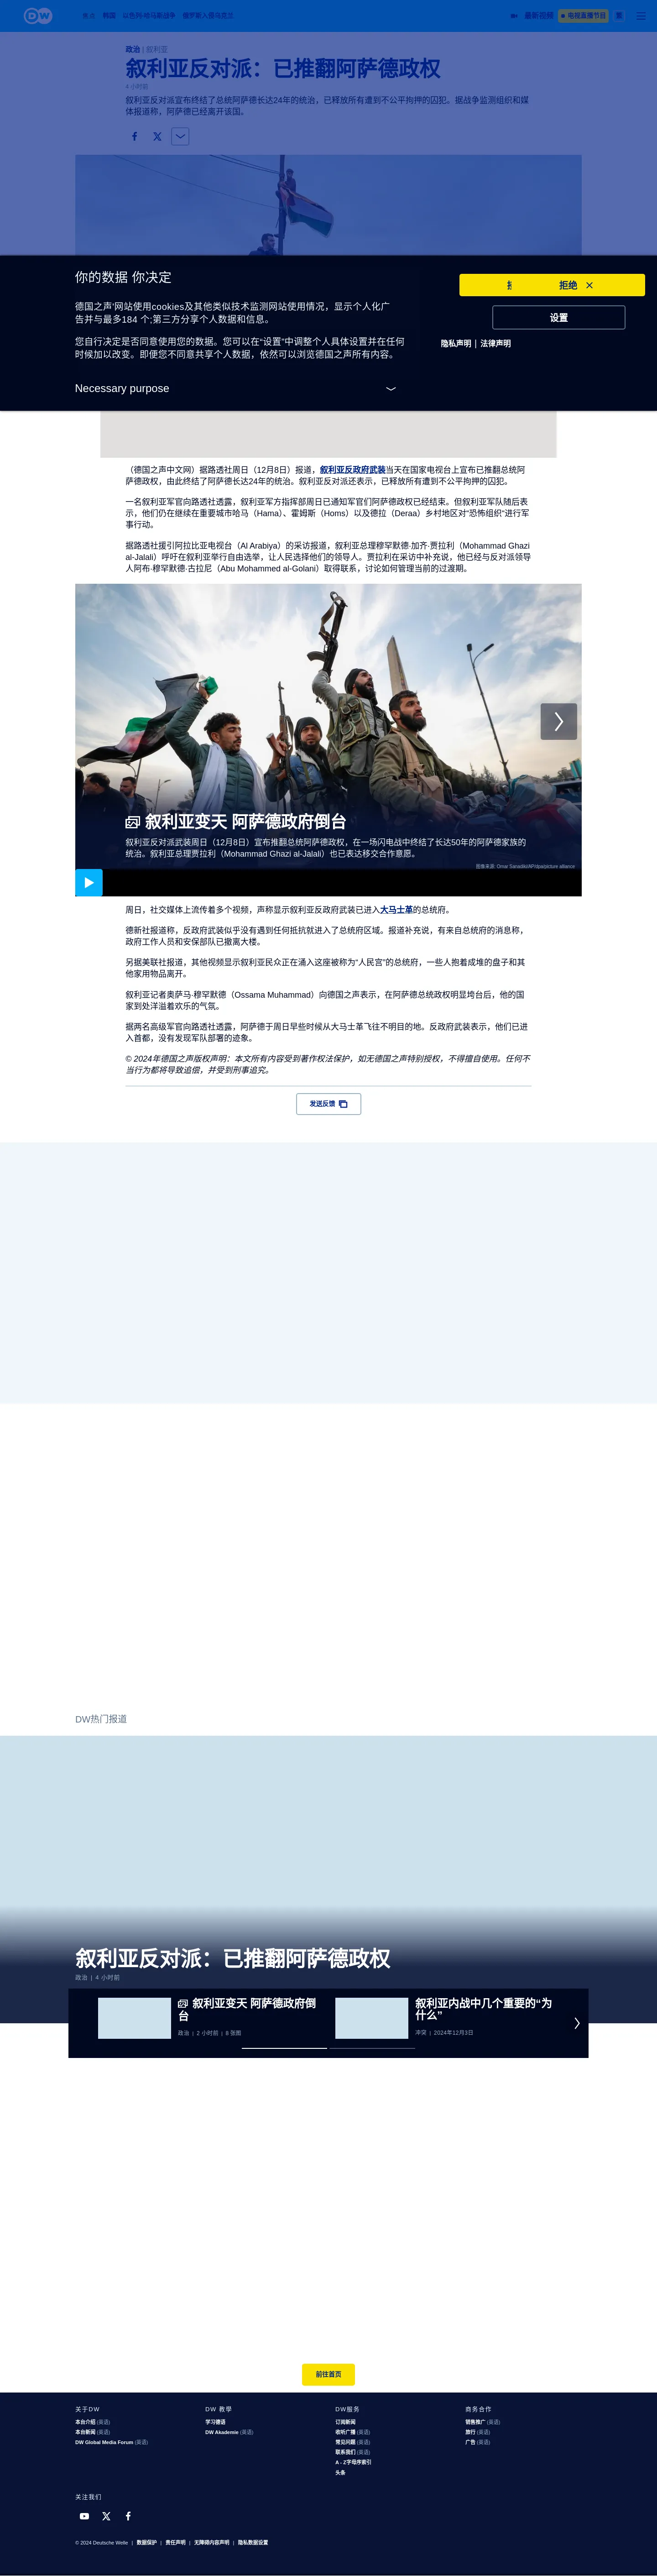 DW
热点 韩国 以色列-哈马斯战争 俄罗斯入侵乌克兰
最新视频 电视直播节目
政治 | 叙利亚
叙利亚反对派：已推翻阿萨德政权
4 小时前
叙利亚反对派宣布终结了总统阿萨德长达24年的统治，已释放所有遭到不公平拘押的囚犯。据战争监测组织和媒
体报道称，阿萨德已经离开该国。
你的数据 你决定
德国之声'网站使用cookies及其他类似技术监测网站使用情况，显示个人化广
告并与最多184 个;第三方分享个人数据和信息。
您自行决定是否同意使用您的数据。您可以在“设置”中调整个人具体设置并在任何
时候加以改变。即便您不同意共享个人数据，依然可以浏览德国之声所有内容。
Necessary purpose
拒绝
设置
隐私声明 | 法律声明
（德国之声中文网）据路透社周日（12月8日）报道，叙利亚反政府武装当天在国家电视台上宣布已推翻总统阿
萨德政权，由此终结了阿萨德长达24年的统治。叙利亚反对派还表示，已释放所有遭到不公平拘押的囚犯。
一名叙利亚军官向路透社透露，叙利亚军方指挥部周日已通知军官们阿萨德政权已经结束。但叙利亚军队随后表
示，他们仍在继续在重要城市哈马（Hama）、霍姆斯（Homs）以及德拉（Deraa）乡村地区对“恐怖组织”进行军
事行动。
据路透社援引阿拉比亚电视台（Al Arabiya）的采访报道，叙利亚总理穆罕默德·加齐·贾拉利（Mohammad Ghazi
al-Jalali）呼吁在叙利亚举行自由选举，让人民选择他们的领导人。贾拉利在采访中补充说，他已经与反对派领导
人阿布·穆罕默德·古拉尼（Abu Mohammed al-Golani）取得联系，讨论如何管理当前的过渡期。
叙利亚变天 阿萨德政府倒台
叙利亚反对派武装周日（12月8日）宣布推翻总统阿萨德政权，在一场闪电战中终结了长达50年的阿萨德家族的
统治。叙利亚总理贾拉利（Mohammad Ghazi al-Jalali）也已表达移交合作意愿。
图像来源: Omar Sanadiki/AP/dpa/picture alliance
周日，社交媒体上流传着多个视频，声称显示叙利亚反政府武装已进入大马士革的总统府。
德新社报道称，反政府武装似乎没有遇到任何抵抗就进入了总统府区域。报道补充说，有来自总统府的消息称，
政府工作人员和安保部队已撤离大楼。
另据美联社报道，其他视频显示叙利亚民众正在涌入这座被称为“人民宫”的总统府，一些人抱着成堆的盘子和其
他家用物品离开。
叙利亚记者奥萨马·穆罕默德（Ossama Muhammad）向德国之声表示，在阿萨德总统政权明显垮台后，他的国
家到处洋溢着欢乐的气氛。
据两名高级军官向路透社透露，阿萨德于周日早些时候从大马士革飞往不明目的地。反政府武装表示，他们已进
入首都，没有发现军队部署的迹象。
© 2024年德国之声版权声明：本文所有内容受到著作权法保护，如无德国之声特别授权，不得擅自使用。任何不
当行为都将导致追偿，并受到刑事追究。
发送反馈
DW热门报道
叙利亚反对派：已推翻阿萨德政权
政治 | 4 小时前
叙利亚变天 阿萨德政府倒
台
政治 | 2 小时前 | 8 张图
叙利亚内战中几个重要的“为
什么”
冲突 | 2024年12月3日
前往首页
关于DW
本台介绍 (英语)
本台新闻 (英语)
DW Global Media Forum (英语)
DW 教學
学习德语
DW Akademie (英语)
DW服务
订阅新闻
收听广播 (英语)
常见问题 (英语)
联系我们 (英语)
A - Z字母序索引
头条
商务合作
销售推广 (英语)
旅行 (英语)
广告 (英语)
关注我们
© 2024 Deutsche Welle | 数据保护 | 责任声明 | 无障碍内容声明 | 隐私数据设置